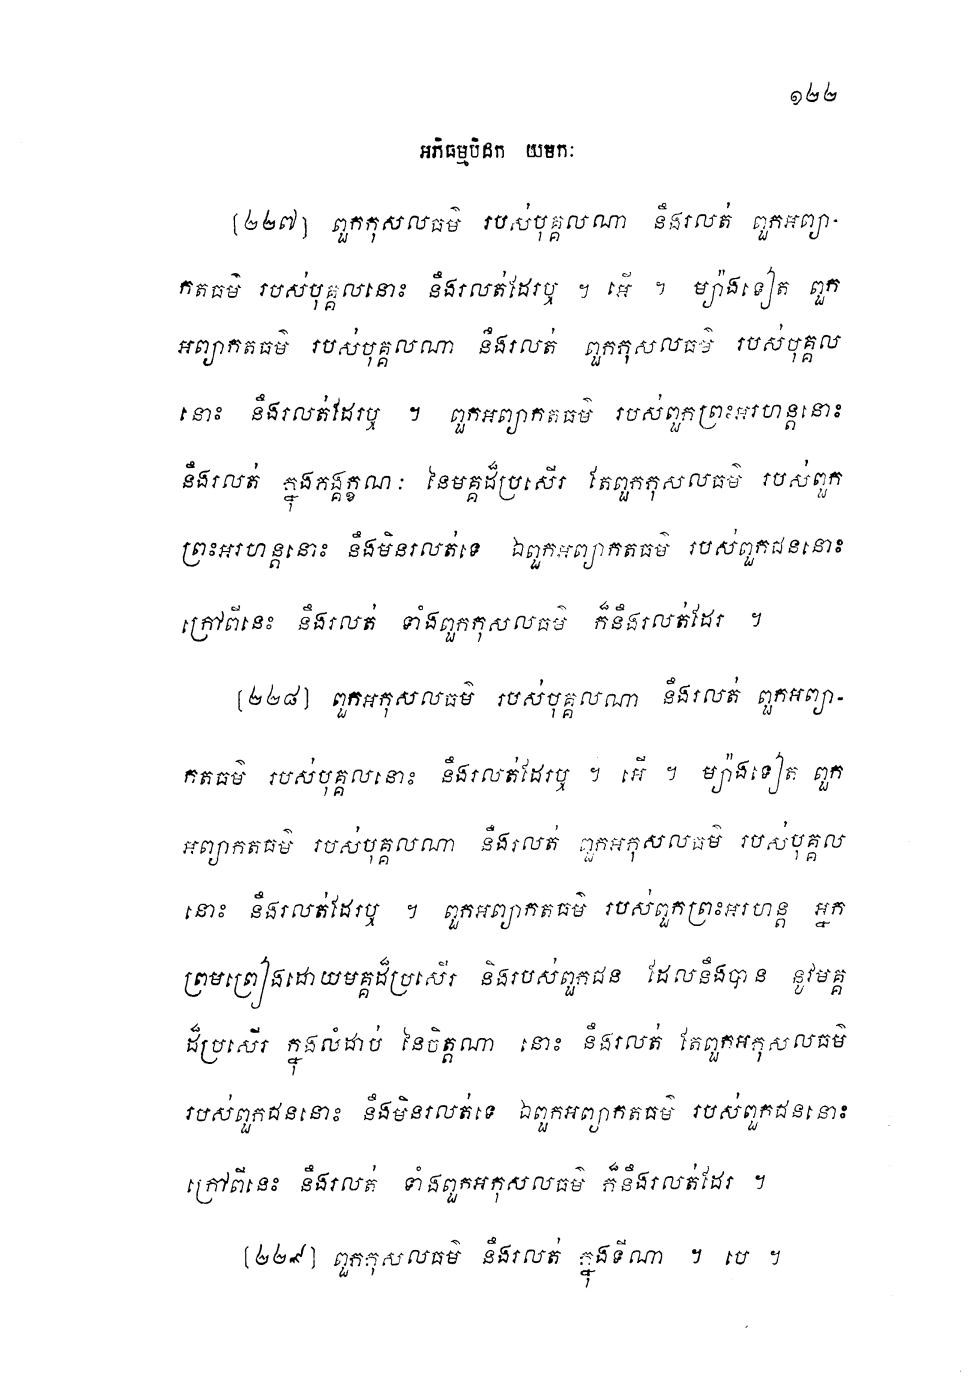 ១២២
អភិធម្មបិដក យមកៈ
[២២៧] ពួកកុសលធម៌ របស់បុគ្គលណា នឹងរលត់ ពួកអព្យា-
កតធម៌ របស់បុគ្គលនោះ នឹងរលត់ដែរឬ ។ អើ ។ ម្យ៉ាងទៀត ពួក
អព្យាកតធម៌ របស់បុគ្គលណា នឹងរលត់ ពួកកុសលធម៌ របស់បុគ្គល
នោះ នឹងរលត់ដែរឬ ។ ពួកអព្យាកតធម៌ របស់ពួកព្រះអរហន្តនោះ
នឹងរលត់ ក្នុងភង្គក្ខណៈ នៃមគ្គដ៏ប្រសើរ តែពួកកុសលធម៌ របស់ពួក
ព្រះអរហន្តនោះ នឹងមិនរលត់ទេ ឯពួកអព្យាកតធម៌ របស់ពួកជននោះ
ក្រៅពីនេះ នឹងរលត់ ទាំងពួកកុសលធម៌ ក៏នឹងរលត់ដែរ ។
[២២៨] ពួកអកុសលធម៌ របស់បុគ្គលណា នឹងរលត់ ពួកអព្យា-
កតធម៌ របស់បុគ្គលនោះ នឹងរលត់ដែរឬ ។ អើ ។ ម្យ៉ាងទៀត ពួក
អព្យាកតធម៌ របស់បុគ្គលណា នឹងរលត់ ពួកអកុសលធម៌ របស់បុគ្គល
នោះ នឹងរលត់ដែរឬ ។ ពួកអព្យាកតធម៌ របស់ពួកព្រះអរហន្ត អ្នក
ព្រមព្រៀងដោយមគ្គដ៏ប្រសើរ និងរបស់ពួកជន ដែលនឹងបាន នូវមគ្គ
ដ៏ប្រសើរ ក្នុងលំដាប់ នៃចិត្តណា នោះ នឹងរលត់ តែពួកអកុសលធម៌
របស់ពួកជននោះ នឹងមិនរលត់ទេ ឯពួកអព្យាកតធម៌ របស់ពួកជននោះ
ក្រៅពីនេះ នឹងរលត់ ទាំងពួកអកុសលធម៌ ក៏នឹងរលត់ដែរ ។
[២២៩] ពួកកុសលធម៌ នឹងរលត់ ក្នុងទីណា ។ បេ ។